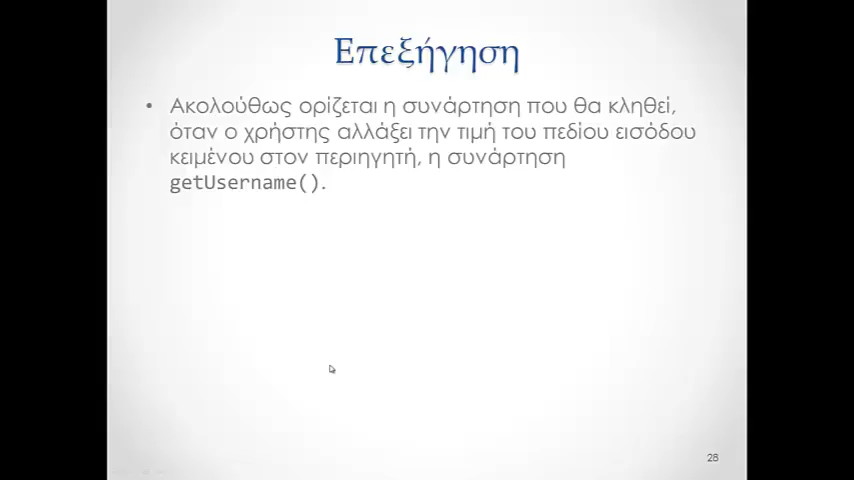 Επεξήγηση
• Ακολούθως ορίζεται η συνάρτηση που θα κληθεί,
όταν ο χρήστης αλλάξει την τιμή του πεδίου εισόδου
κειμένου στον περιηγητή, η συνάρτηση
getUsername().
28